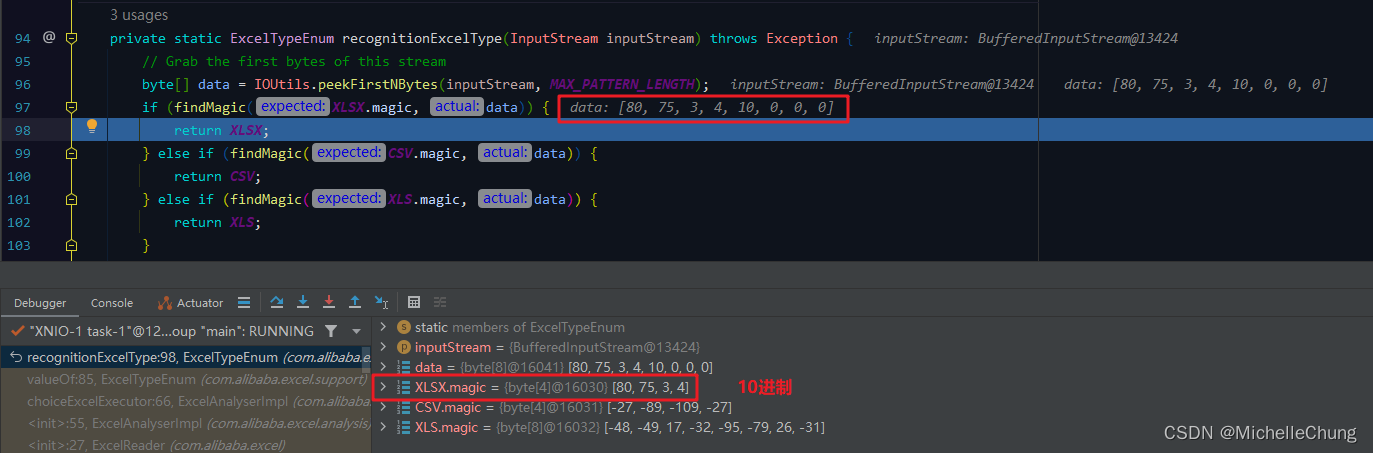 3 usages
94 @ private static ExcelTypeEnum recognitionExcelType(InputStream inputStream) throws Exception { inputStream: BufferedInputStream@13424
95 // Grab the first bytes of this stream
96 byte[] data = IOUtils.peekFirstNBytes(inputStream, MAX_PATTERN_LENGTH); inputStream: BufferedInputStream@13424 data: [80, 75, 3, 4, 10, 0, 0, 0]
97 if (findMagic( expected: XLSX.magic, actual: data)) { data: [80, 75, 3, 4, 10, 0, 0, 0]
98 return XLSX;
99 } else if (findMagic( expected: CSV.magic, actual: data)) {
100 return CSV;
101 } else if (findMagic( expected: XLS.magic, actual: data)) {
102 return XLS;
103 }
Debugger Console Actuator
"XNIO-1 task-1"@12...oup "main": RUNNING
recognitionExcelType:98, ExcelTypeEnum (com.alibaba.e
valueOf:85, ExcelTypeEnum (com.alibaba.excel.support)
choiceExcelExecutor:66, ExcelAnalyserImpl (com.alibaba.e
<init>:55, ExcelAnalyserImpl (com.alibaba.excel.analysis)
<init>:27, ExcelReader (com.alibaba.excel)
s static members of ExcelTypeEnum
p inputStream = {BufferedInputStream@13424}
data = {byte[8]@16041} [80, 75, 3, 4, 10, 0, 0, 0]
XLSX.magic = {byte[4]@16030} [80, 75, 3, 4] 10进制
CSV.magic = {byte[4]@16031} [-27, -89, -109, -27]
XLS.magic = {byte[8]@16032} [-48, -49, 17, -32, -95, -79, 26, -31]
CSDN @MichelleChung